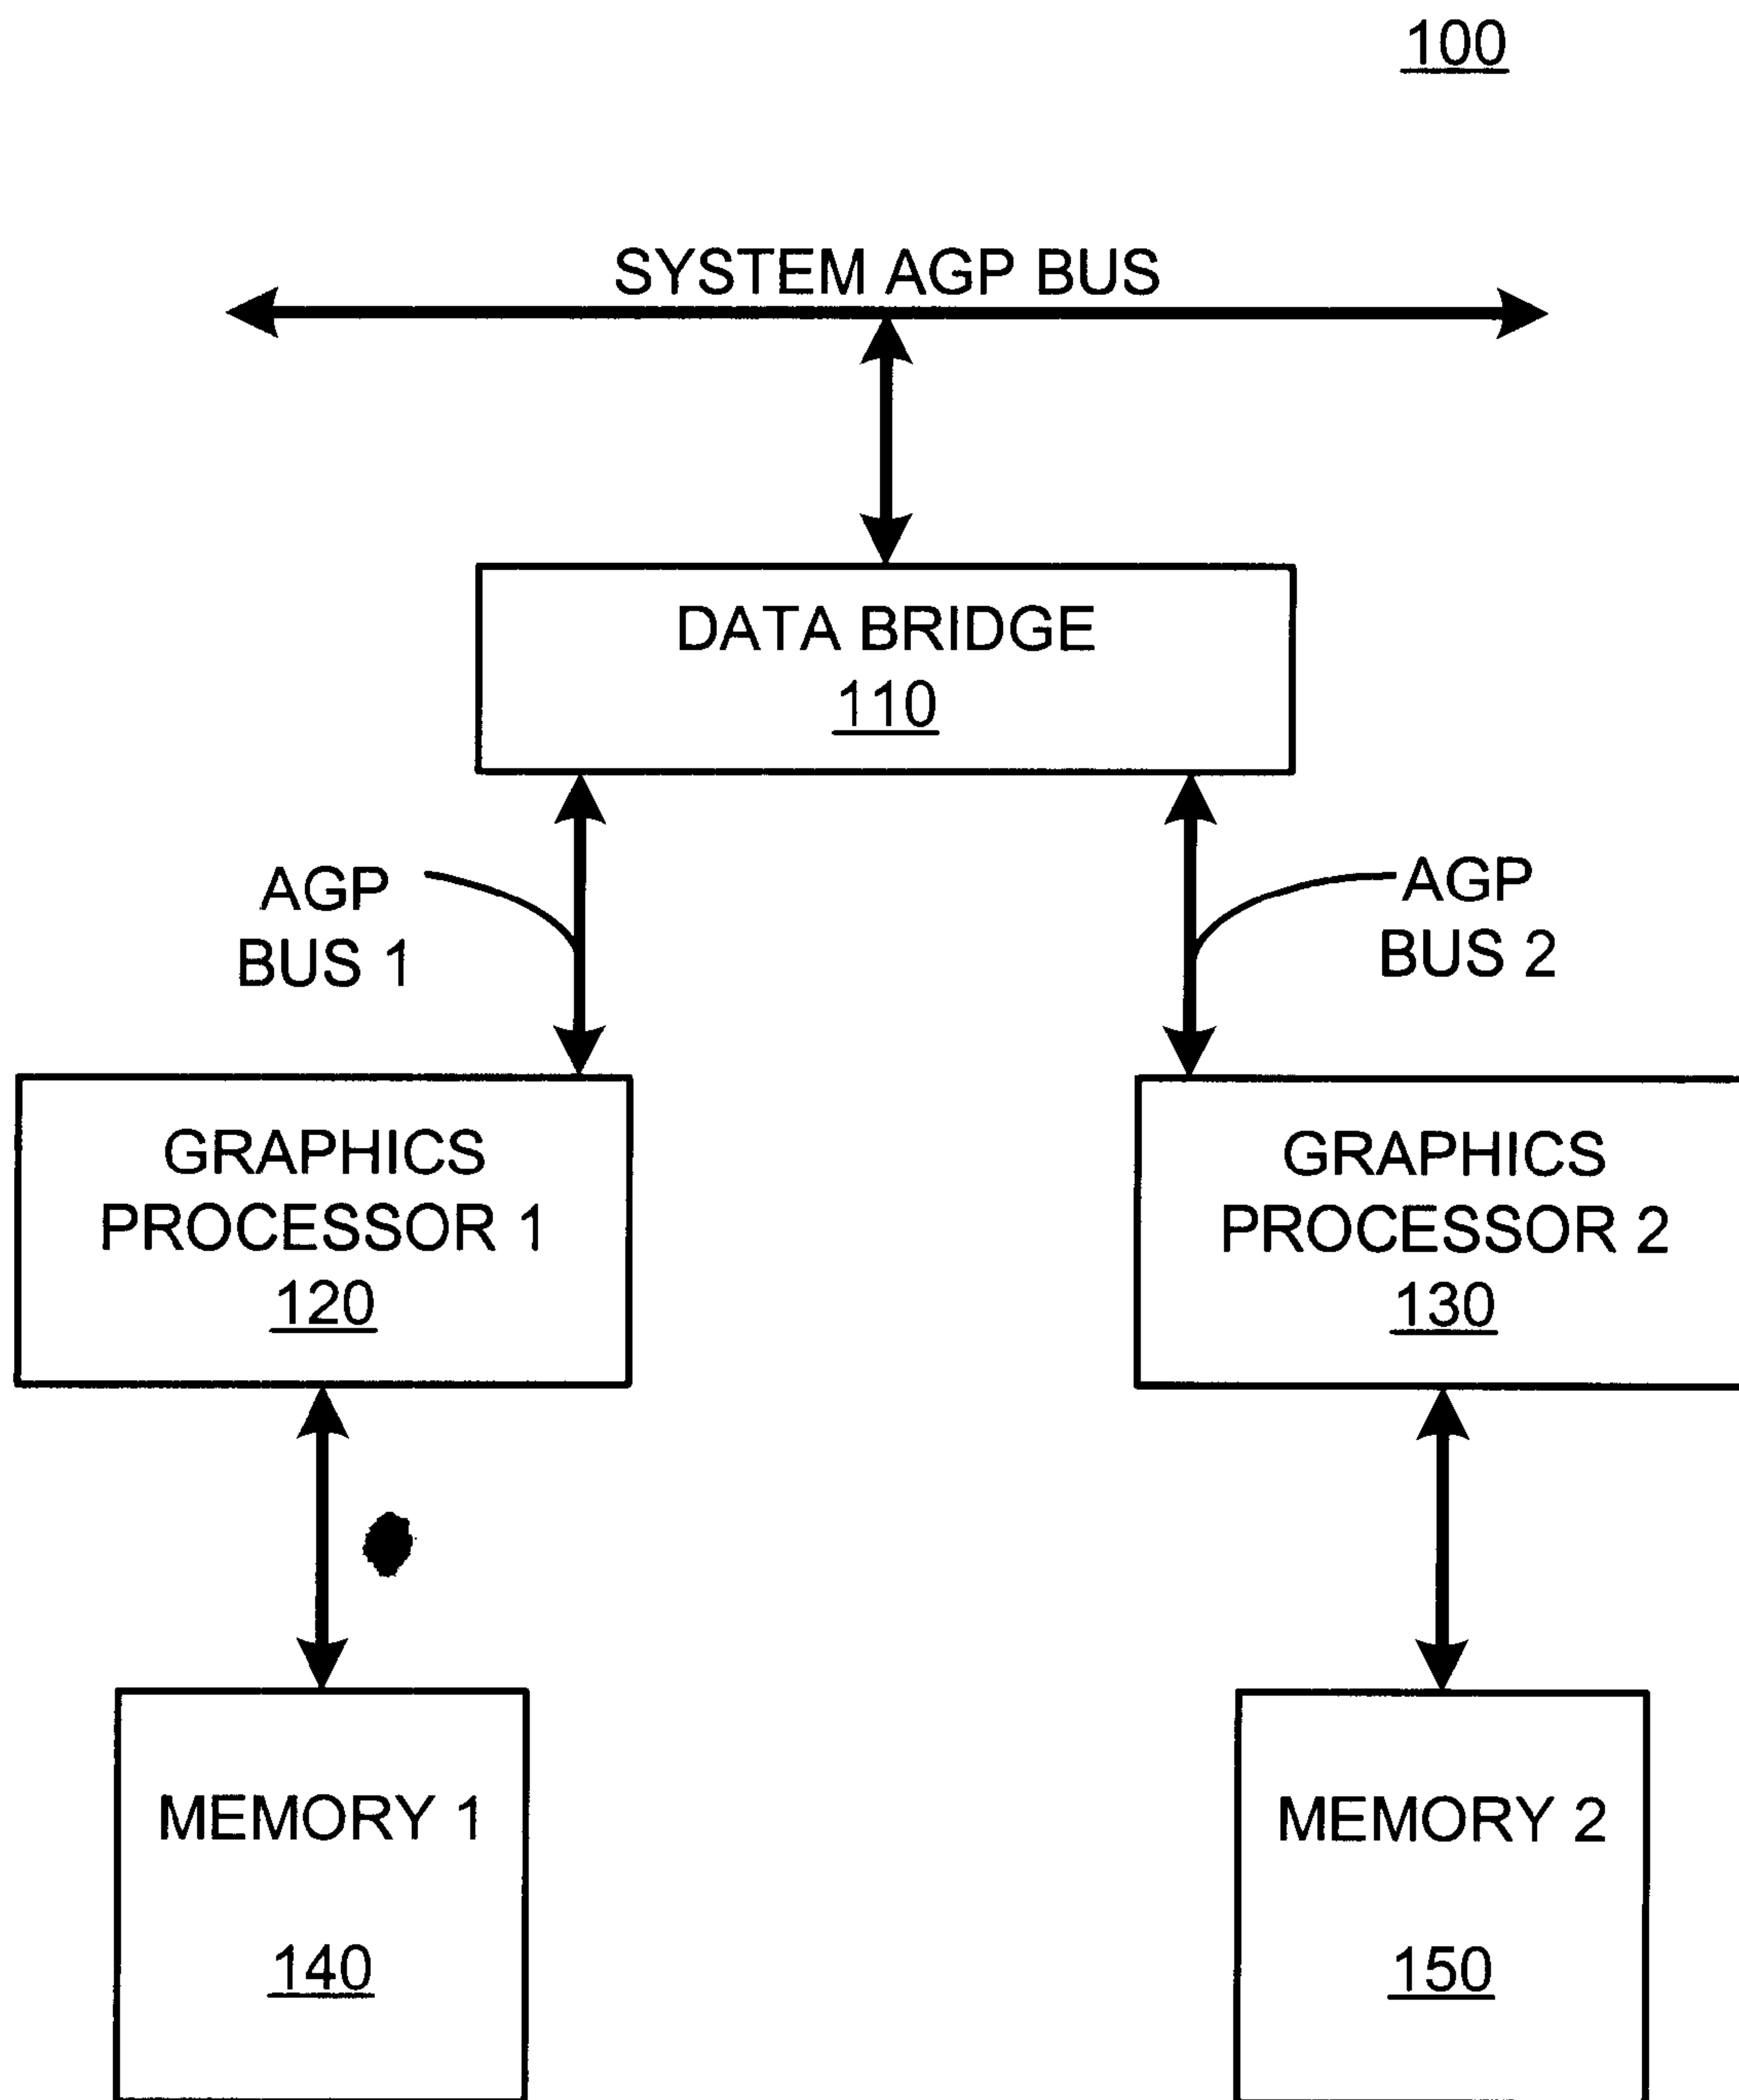 100
SYSTEM AGP BUS
DATA BRIDGE
110
AGP
BUS 1
AGP
BUS 2
GRAPHICS
PROCESSOR 1
120
GRAPHICS
PROCESSOR 2
130
MEMORY 1
140
MEMORY 2
150